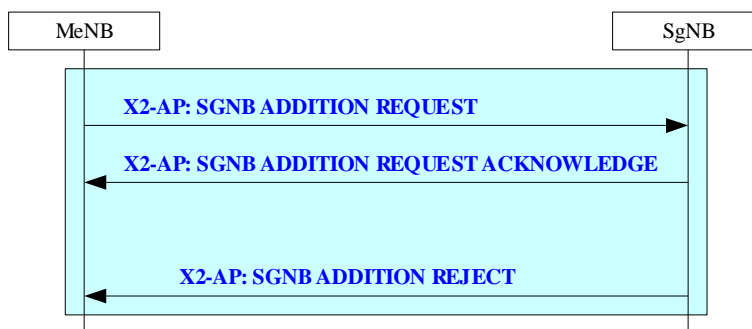 MeNB
SgNB
X2-AP: SGNB ADDITION REQUEST
X2-AP: SGNB ADDITION REQUEST ACKNOWLEDGE
X2-AP: SGNB ADDITION REJECT